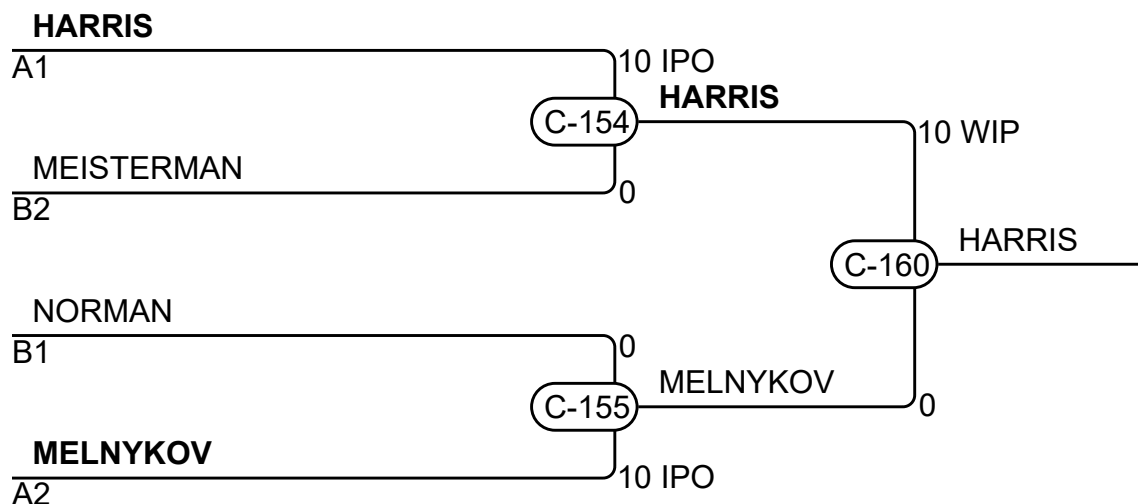 HARRIS
A1
10 IPO
C-154
HARRIS
MEISTERMAN
B2
0
10 WIP
C-160
HARRIS
NORMAN
B1
0
C-155
MELNYKOV
0
MELNYKOV
A2
10 IPO